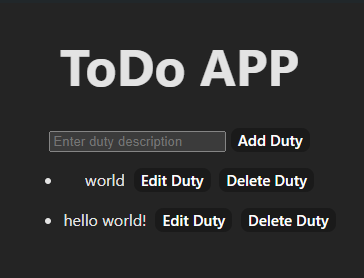 ToDo APP
Enter duty description Add Duty
world Edit Duty Delete Duty
hello world! Edit Duty Delete Duty